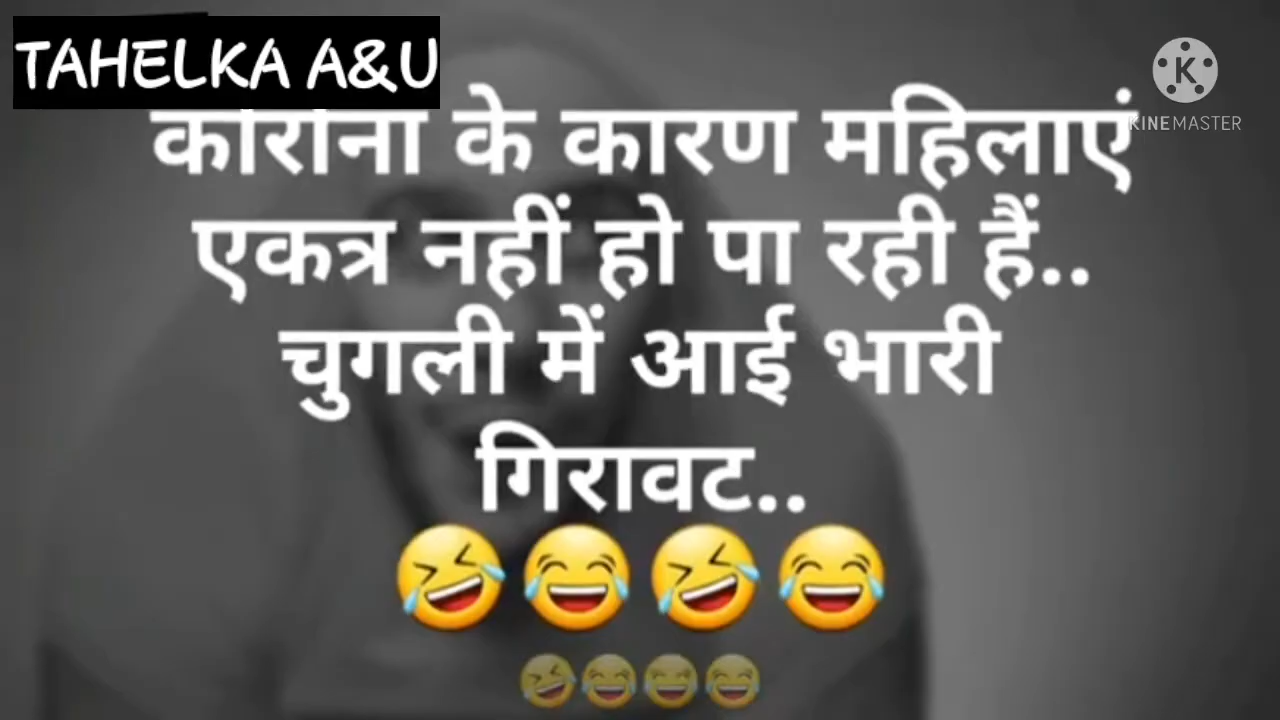 TAHELKA A&U
KINEMASTER
कोरोना के कारण महिलाएं
एकत्र नहीं हो पा रही हैं..
चुगली में आई भारी
गिरावट..